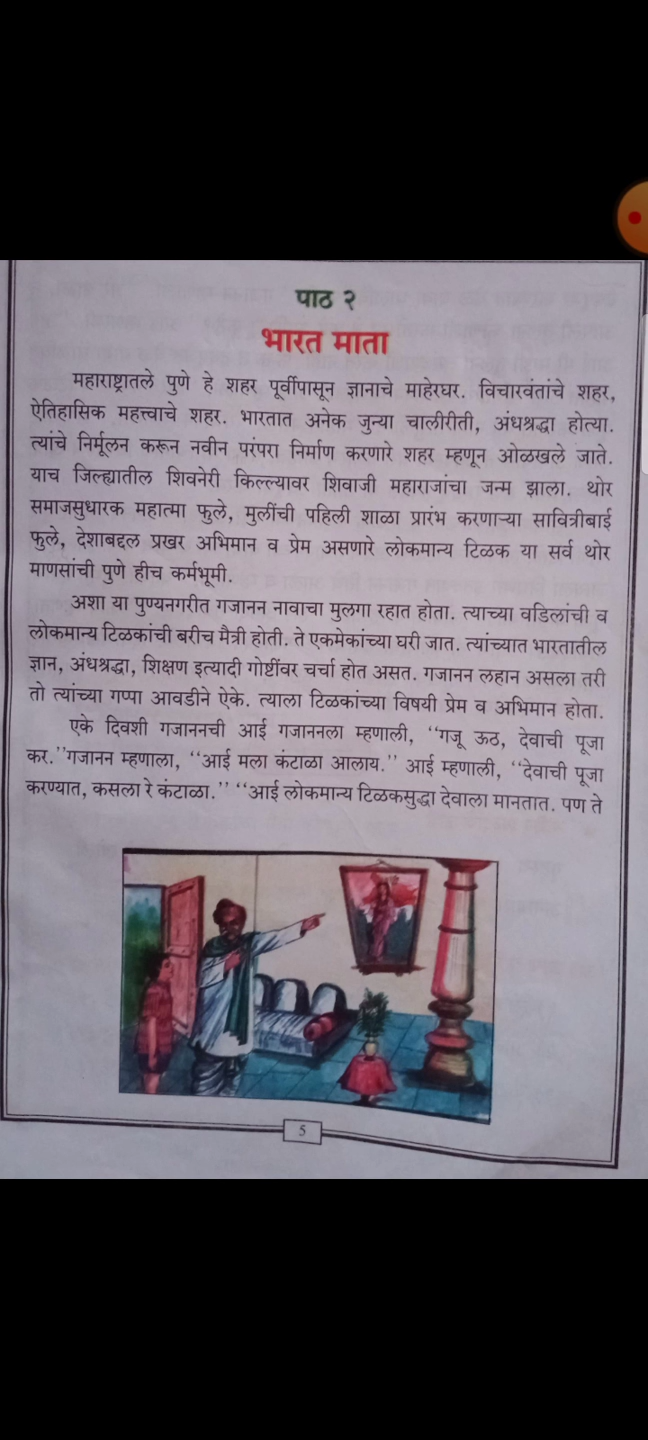 पाठ २
भारत माता
महाराष्ट्रातले पुणे हे शहर पूर्वीपासून ज्ञानाचे माहेरघर. विचारवंतांचे शहर,
ऐतिहासिक महत्त्वाचे शहर. भारतात अनेक जुन्या चालीरीती, अंधश्रद्धा होत्या.
त्यांचे निर्मूलन करून नवीन परंपरा निर्माण करणारे शहर म्हणून ओळखले जाते.
याच जिल्ह्यातील शिवनेरी किल्ल्यावर शिवाजी महाराजांचा जन्म झाला. थोर
समाजसुधारक महात्मा फुले, मुलींची पहिली शाळा प्रारंभ करणाऱ्या सावित्रीबाई
फुले, देशाबद्दल प्रखर अभिमान व प्रेम असणारे लोकमान्य टिळक या सर्व थोर
माणसांची पुणे हीच कर्मभूमी.
अशा या पुण्यनगरीत गजानन नावाचा मुलगा रहात होता. त्याच्या वडिलांची व
लोकमान्य टिळकांची बरीच मैत्री होती. ते एकमेकांच्या घरी जात. त्यांच्यात भारतातील
ज्ञान, अंधश्रद्धा, शिक्षण इत्यादी गोष्टींवर चर्चा होत असत. गजानन लहान असला तरी
तो त्यांच्या गप्पा आवडीने ऐके. त्याला टिळकांच्या विषयी प्रेम व अभिमान होता.
एके दिवशी गजाननची आई गजाननला म्हणाली, ‘‘गजू ऊठ, देवाची पूजा
कर.’’गजानन म्हणाला, ‘‘आई मला कंटाळा आलाय.’’ आई म्हणाली, ‘‘देवाची पूजा
करण्यात, कसला रे कंटाळा.’’ ‘‘आई लोकमान्य टिळकसुद्धा देवाला मानतात. पण ते
5